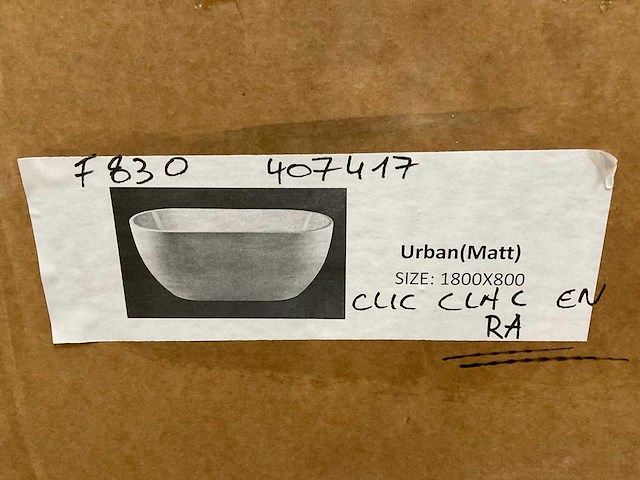 F830 407417
Urban(Matt)
SIZE: 1800X800
CLIC CLAC EN
RA